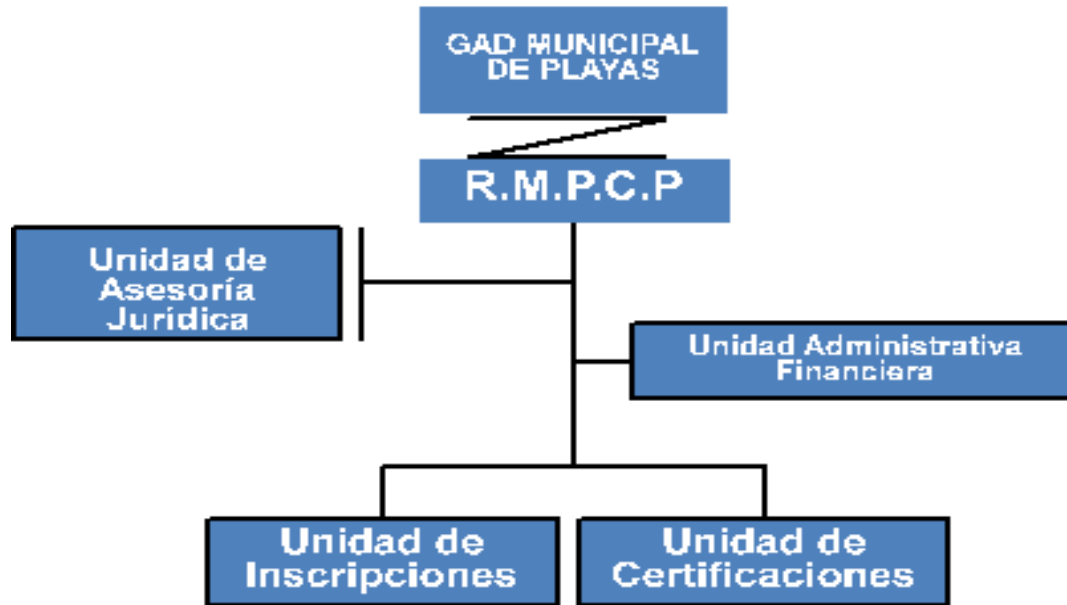 GAD MUNICIPAL
DE PLAYAS
R.M.P.C.P
Unidad de
Asesoría
Jurídica
Unidad Administrativa
Financiera
Unidad de
Inscripciones
Unidad de
Certificaciones